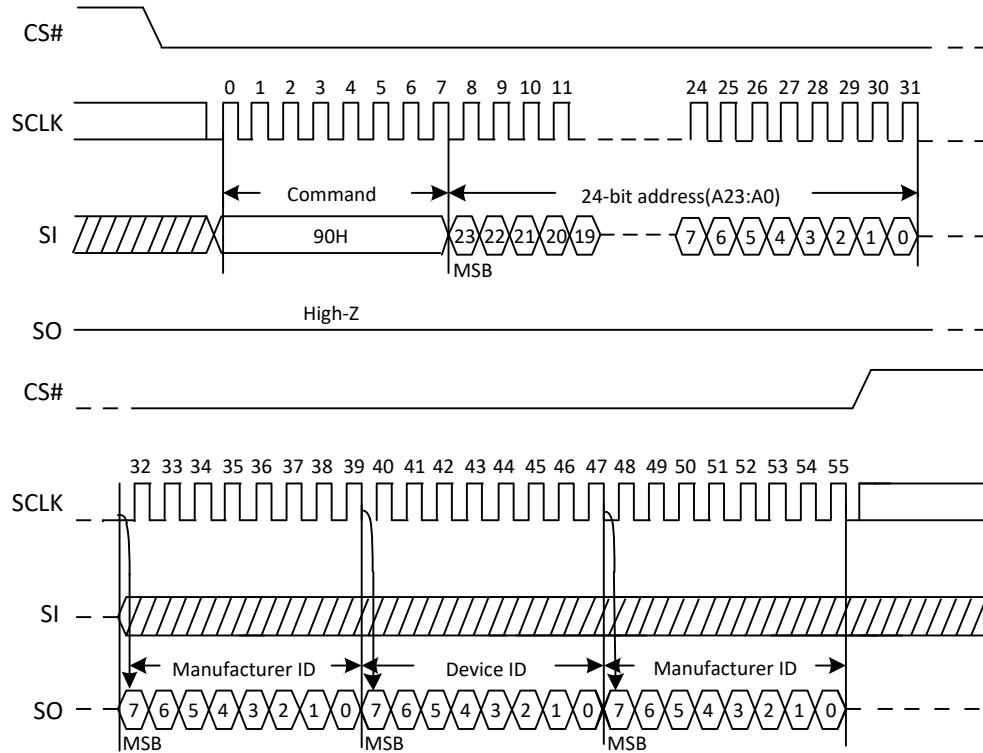 CS#
0 1 2 3 4 5 6 7 8 9 10 11 24 25 26 27 28 29 30 31
SCLK
Command 24-bit address(A23:A0)
SI 90H 23 22 21 20 19 7 6 5 4 3 2 1 0
MSB
High-Z
SO
CS#
32 33 34 35 36 37 38 39 40 41 42 43 44 45 46 47 48 49 50 51 52 53 54 55
SCLK
SI
Manufacturer ID Device ID Manufacturer ID
SO 7 6 5 4 3 2 1 0 7 6 5 4 3 2 1 0 7 6 5 4 3 2 1 0
MSB MSB MSB